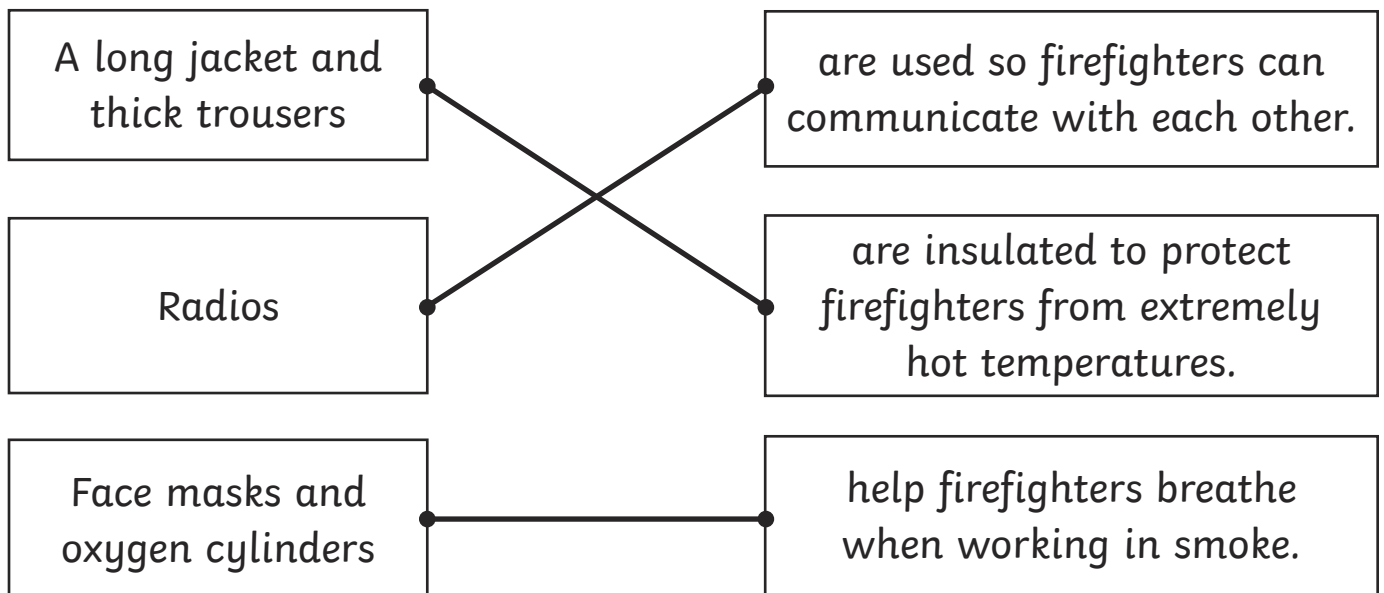 A long jacket and
thick trousers
are used so firefighters can
communicate with each other.
Radios
are insulated to protect
firefighters from extremely
hot temperatures.
Face masks and
oxygen cylinders
help firefighters breathe
when working in smoke.